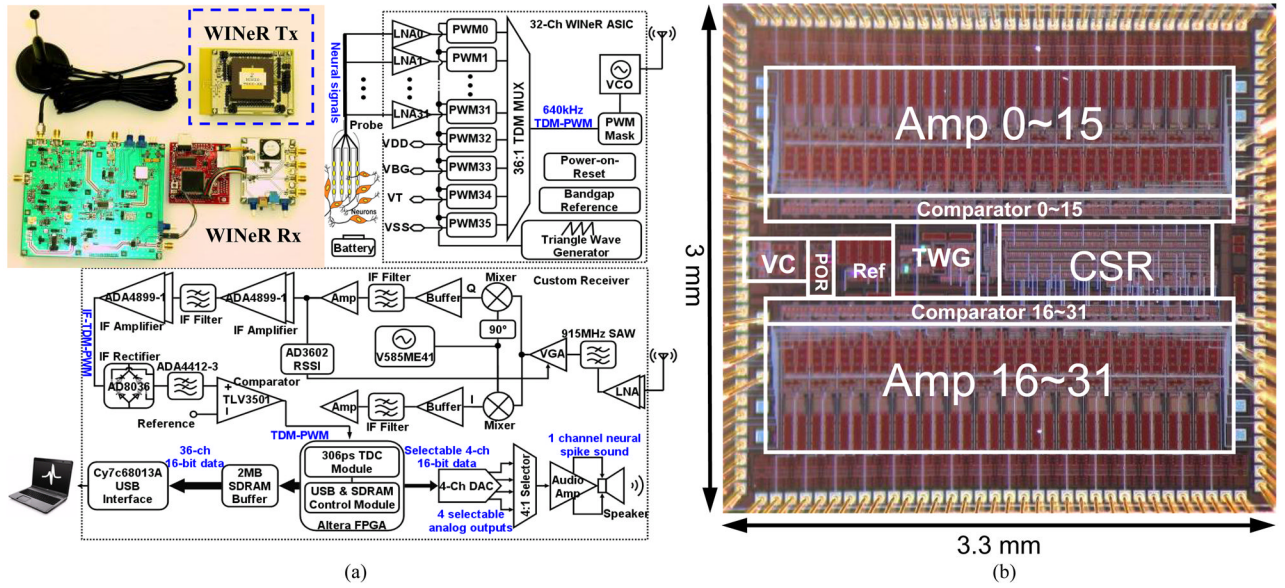 WINeR Tx
WINeR Rx
Neural signals
Probe
Neurons
Battery
32-Ch WINeR ASIC
LNA0
PWM0
LNA1
PWM1
LNA31
PWM31
PWM32
VDD
PWM33
VBG
PWM34
VT
PWM35
VSS
36:1 TDM MUX
640kHz
TDM-PWM
VCO
PWM
Mask
Power-on-
Reset
Bandgap
Reference
Triangle Wave
Generator
Custom Receiver
ADA4899-1
IF Amplifier
IF Filter
ADA4899-1
IF Amplifier
Amp
IF Filter
Buffer
Q
Mixer
90°
915MHz SAW
VGA
LNA
AD3602
RSSI
V585ME41
IF-TDM-PWM
IF Rectifier
AD8036
ADA4412-3
Comparator
+
TLV3501
Reference
Amp
IF Filter
Buffer
I
Mixer
TDM-PWM
36-ch
16-bit data
Cy7c68013A
USB
Interface
2MB
SDRAM
Buffer
306ps TDC
Module
USB & SDRAM
Control Module
Altera FPGA
Selectable 4-ch
16-bit data
4-Ch DAC
4 selectable
analog outputs
4:1 Selector
1 channel neural
spike sound
Audio
Amp
Speaker
(a)
Amp 0~15
Comparator 0~15
VC
POR
Ref
TWG
CSR
Comparator 16~31
Amp 16~31
3 mm
3.3 mm
(b)